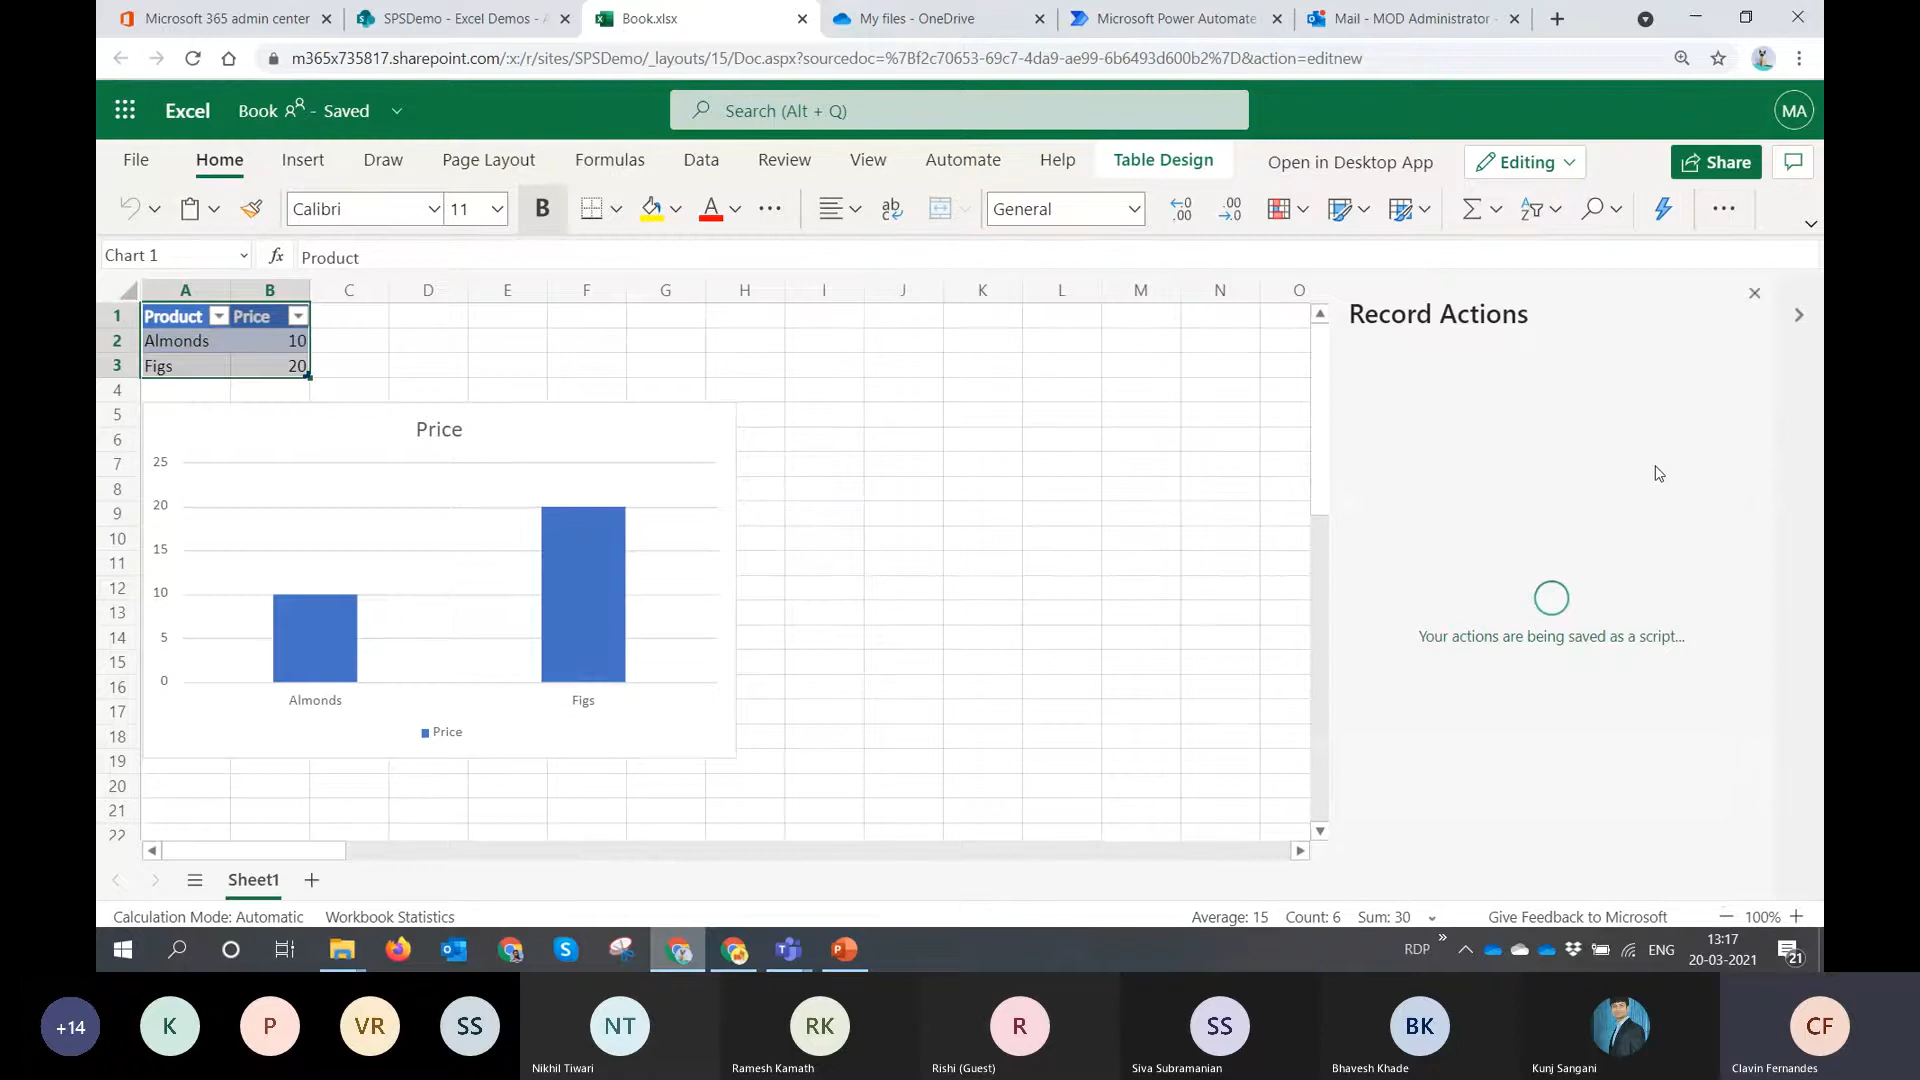 Microsoft 365 admin center
SPSDemo - Excel Demos - A
Book.xlsx
My files - OneDrive
Microsoft Power Automate
Mail - MOD Administrator -
m365x735817.sharepoint.com/:x:/r/sites/SPSDemo/_layouts/15/Doc.aspx?sourcedoc=%7Bf2c70653-69c7-4da9-ae99-6b6493d600b2%7D&action=editnew
Excel
Book - Saved
Search (Alt + Q)
MA
File
Home
Insert
Draw
Page Layout
Formulas
Data
Review
View
Automate
Help
Table Design
Open in Desktop App
Editing
Share
Calibri
11
B
A
ab
General
Chart 1
fx
Product
A B C D E F G H I J K L M N O
1 Product Price
2 Almonds 10
3 Figs 20
4
5
6
7
8
9
10
11
12
13
14
15
16
17
18
19
20
21
22
Price
25
20
15
10
5
0
Almonds
Figs
Price
Record Actions
Your actions are being saved as a script...
Sheet1
Calculation Mode: Automatic
Workbook Statistics
Average: 15
Count: 6
Sum: 30
Give Feedback to Microsoft
100%
RDP
ENG
13:17
20-03-2021
21
+14
K
P
VR
SS
NT
Nikhil Tiwari
RK
Ramesh Kamath
R
Rishi (Guest)
SS
Siva Subramanian
BK
Bhavesh Khade
Kunj Sangani
CF
Clavin Fernandes